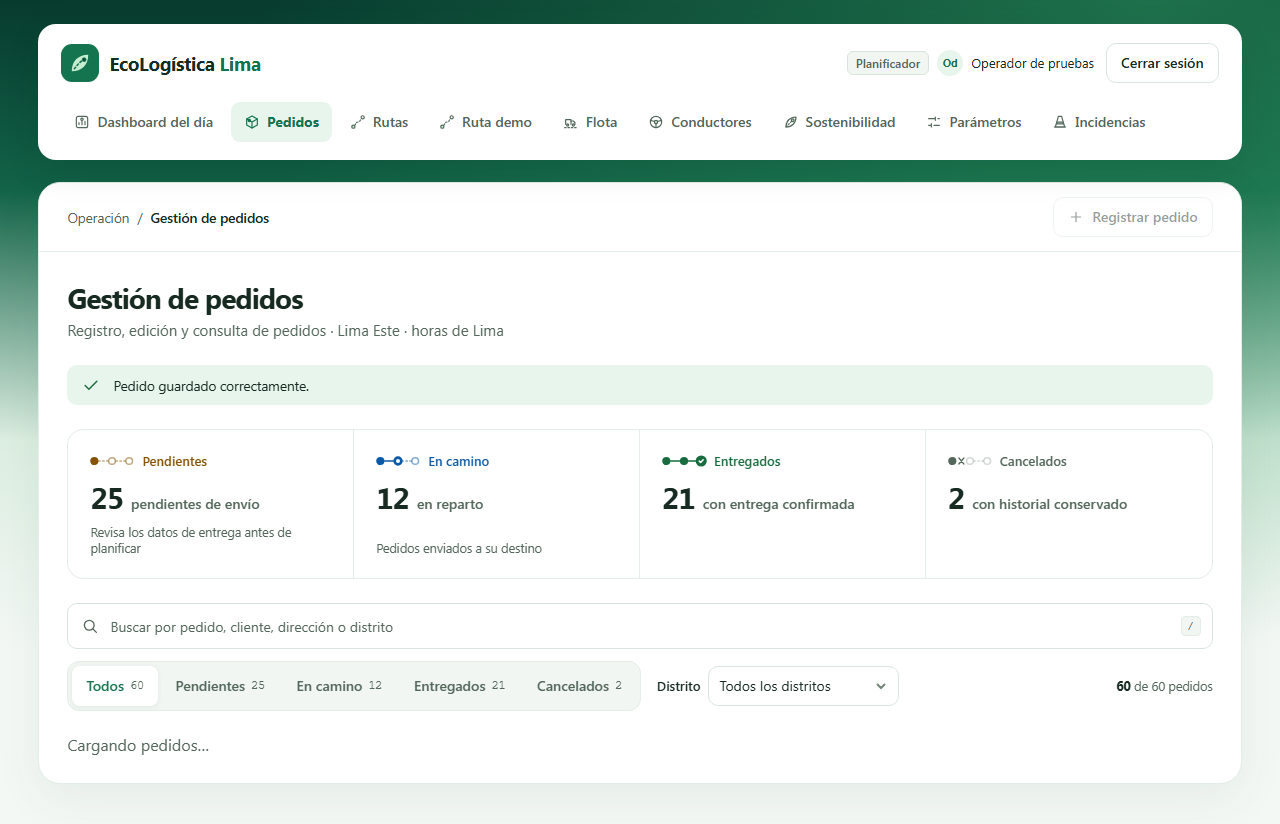 EcoLogística Lima
Planificador
Od
Operador de pruebas
Cerrar sesión
Dashboard del día
Pedidos
Rutas
Ruta demo
Flota
Conductores
Sostenibilidad
Parámetros
Incidencias
Operación / Gestión de pedidos
Registrar pedido
Gestión de pedidos
Registro, edición y consulta de pedidos · Lima Este · horas de Lima
Pedido guardado correctamente.
Pendientes
25 pendientes de envío
Revisa los datos de entrega antes de
planificar
En camino
12 en reparto
Pedidos enviados a su destino
Entregados
21 con entrega confirmada
Cancelados
2 con historial conservado
Buscar por pedido, cliente, dirección o distrito
/
Todos 60
Pendientes 25
En camino 12
Entregados 21
Cancelados 2
Distrito
Todos los distritos
60 de 60 pedidos
Cargando pedidos...